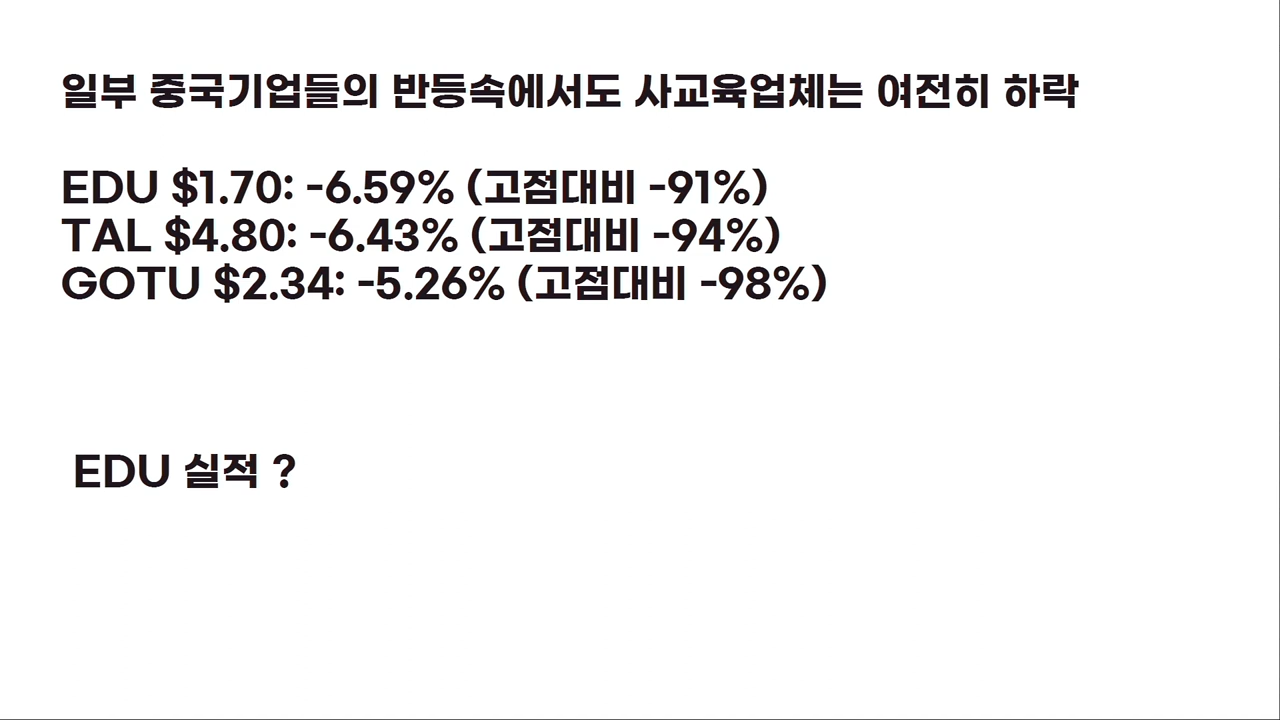 일부 중국기업들의 반등속에서도 사교육업체는 여전히 하락
EDU $1.70: -6.59% (고점대비 -91%)
TAL $4.80: -6.43% (고점대비 -94%)
GOTU $2.34: -5.26% (고점대비 -98%)
EDU 실적 ?